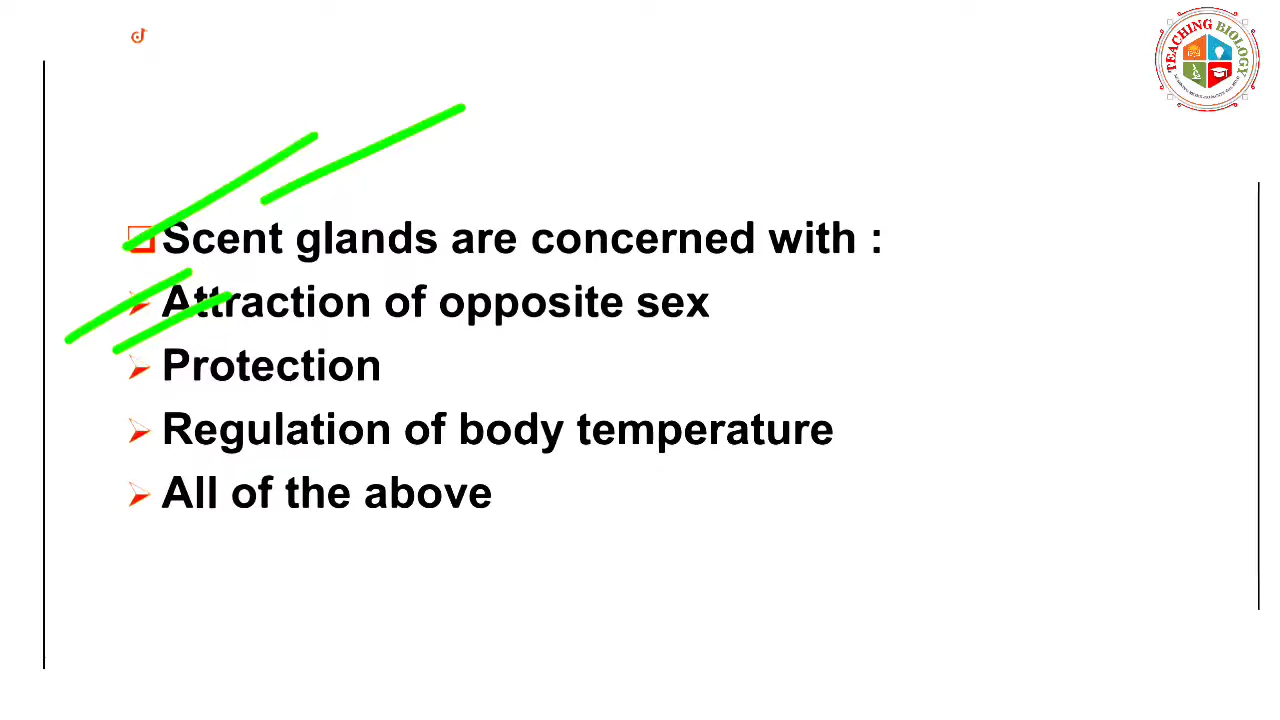 TEACHING BIOLOGY
Scent glands are concerned with :
Attraction of opposite sex
Protection
Regulation of body temperature
All of the above